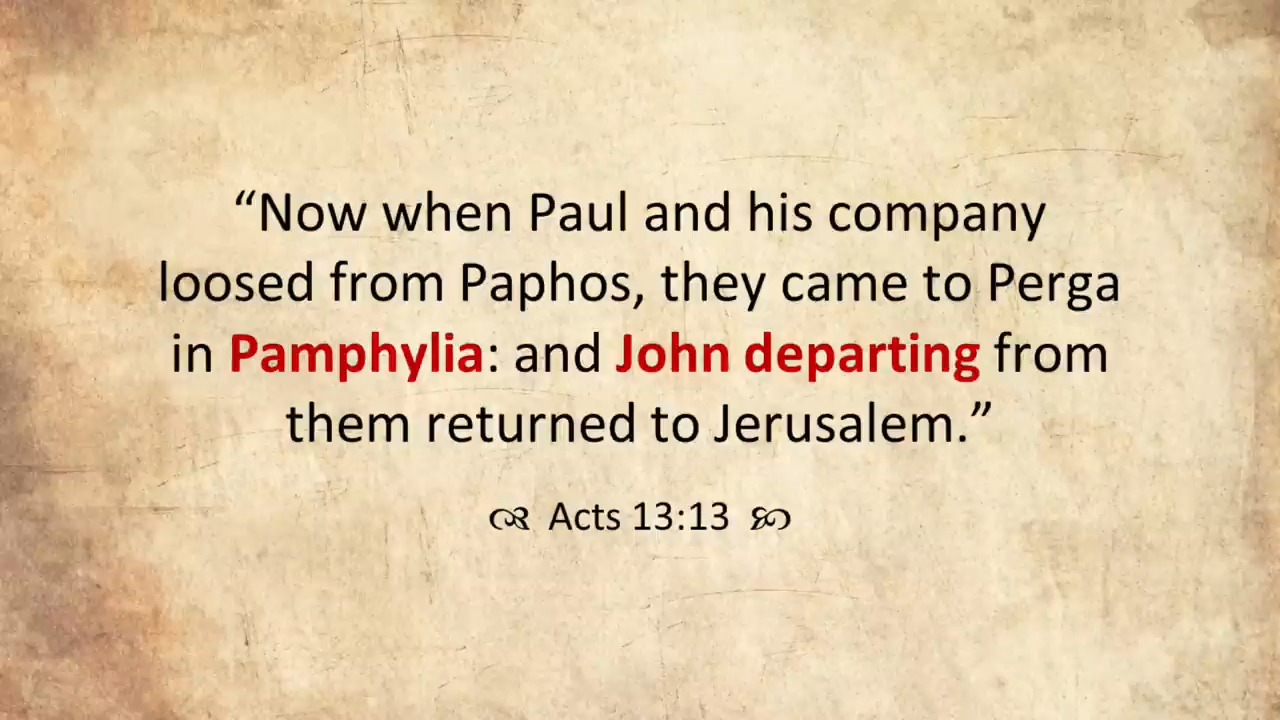 “Now when Paul and his company
loosed from Paphos, they came to Perga
in Pamphylia: and John departing from
them returned to Jerusalem.”
Acts 13:13